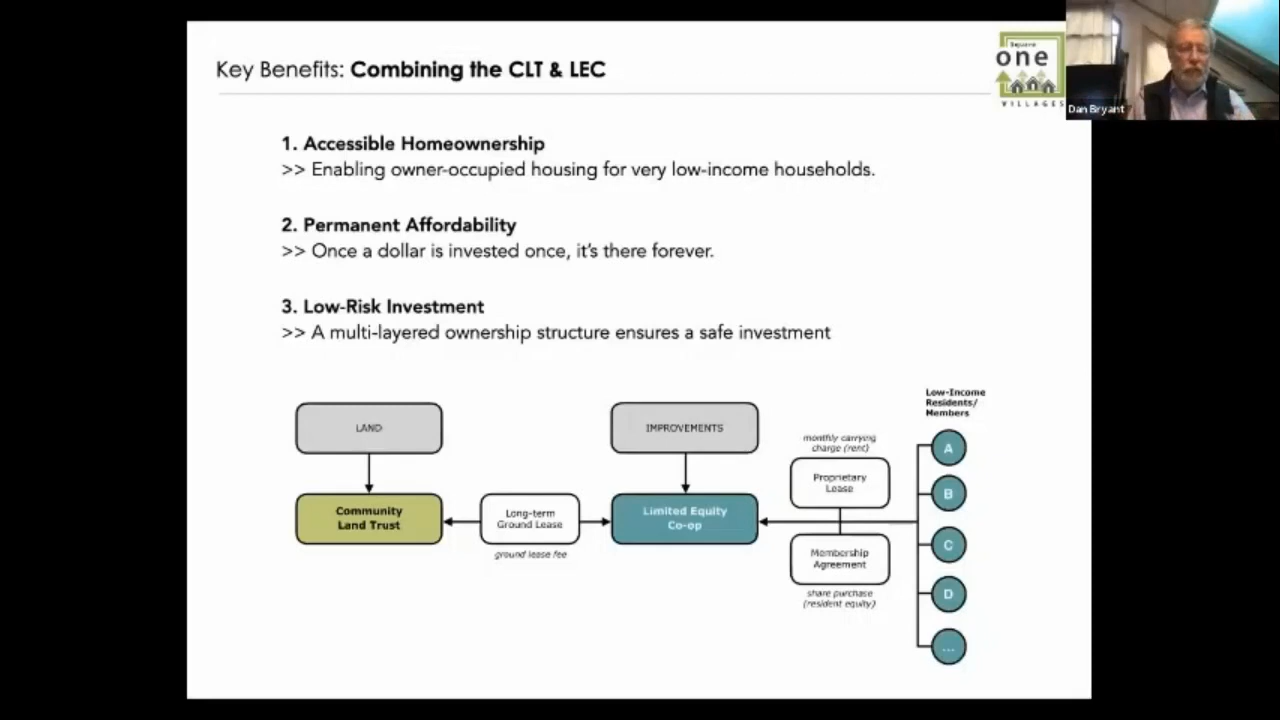 Key Benefits: Combining the CLT & LEC
Square
one
VILLAGES
Dan Bryant
1. Accessible Homeownership
>> Enabling owner-occupied housing for very low-income households.
2. Permanent Affordability
>> Once a dollar is invested once, it's there forever.
3. Low-Risk Investment
>> A multi-layered ownership structure ensures a safe investment
LAND
IMPROVEMENTS
Community
Land Trust
Long-term
Ground Lease
ground lease fee
Limited Equity
Co-op
monthly carrying
charge (rent)
Proprietary
Lease
Membership
Agreement
share purchase
(resident equity)
Low-Income
Residents/
Members
A
B
C
D
...